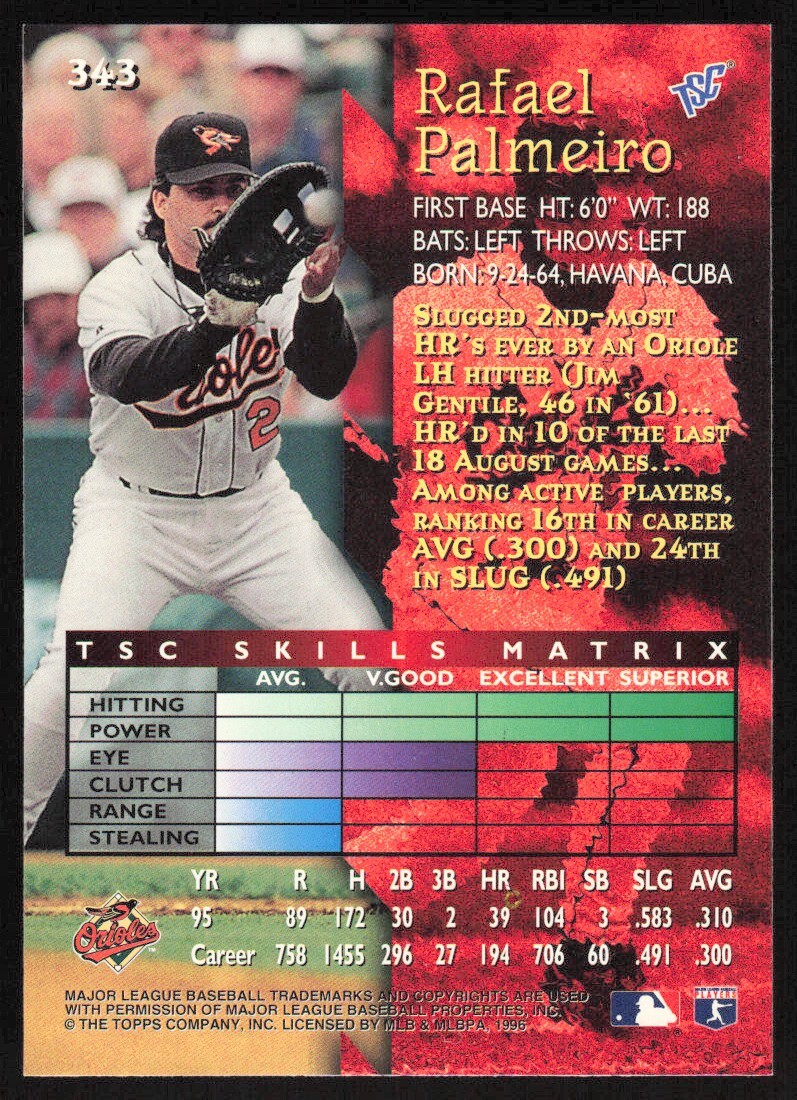 343
Rafael
Palmeiro
TSC®
FIRST BASE HT: 6'0" WT: 188
BATS: LEFT THROWS: LEFT
BORN: 9-24-64, HAVANA, CUBA
SLUGGED 2ND-MOST
HR'S EVER BY AN ORIOLE
LH HITTER (JIM
GENTILE, 46 IN '61)...
HR'D IN 10 OF THE LAST
18 AUGUST GAMES...
AMONG ACTIVE PLAYERS,
RANKING 16TH IN CAREER
AVG (.300) AND 24TH
IN SLUG (.491)
Orioles
2
TSC SKILLS MATRIX
AVG. V.GOOD EXCELLENT SUPERIOR
HITTING
POWER
EYE
CLUTCH
RANGE
STEALING
YR R H 2B 3B HR RBI SB SLG AVG
95 89 172 30 2 39 104 3 .583 .310
Career 758 1455 296 27 194 706 60 .491 .300
Orioles
MAJOR LEAGUE BASEBALL TRADEMARKS AND COPYRIGHTS ARE USED
WITH PERMISSION OF MAJOR LEAGUE BASEBALL PROPERTIES, INC.
© THE TOPPS COMPANY, INC. LICENSED BY MLB & MLBPA, 1996
PLAYERS